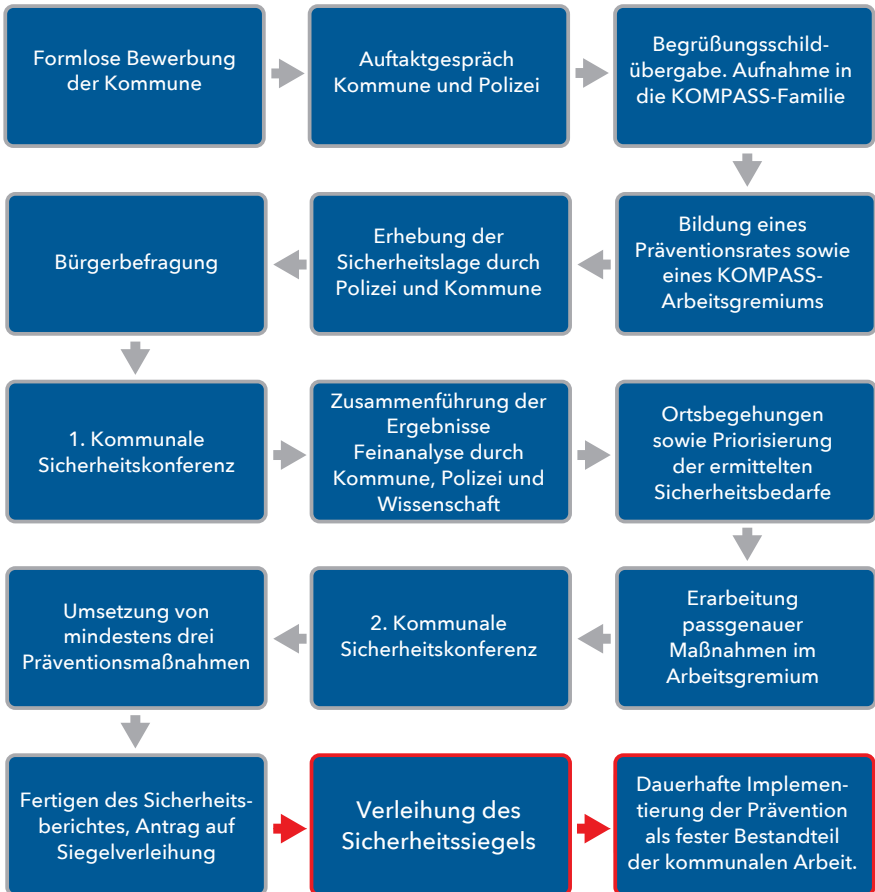 Formlose Bewerbung
der Kommune
Auftaktgespräch
Kommune und Polizei
Begrüßungsschild-
übergabe. Aufnahme in
die KOMPASS-Familie
Bildung eines
Präventionsrates sowie
eines KOMPASS-
Arbeitsgremiums
Erhebung der
Sicherheitslage durch
Polizei und Kommune
Bürgerbefragung
1. Kommunale
Sicherheitskonferenz
Zusammenführung der
Ergebnisse
Feinanalyse durch
Kommune, Polizei und
Wissenschaft
Ortsbegehungen
sowie Priorisierung
der ermittelten
Sicherheitsbedarfe
Erarbeitung
passgenauer
Maßnahmen im
Arbeitsgremium
2. Kommunale
Sicherheitskonferenz
Umsetzung von
mindestens drei
Präventionsmaßnahmen
Fertigen des Sicherheits-
berichtes, Antrag auf
Siegelverleihung
Verleihung des
Sicherheitssiegels
Dauerhafte Implemen-
tierung der Prävention
als fester Bestandteil
der kommunalen Arbeit.